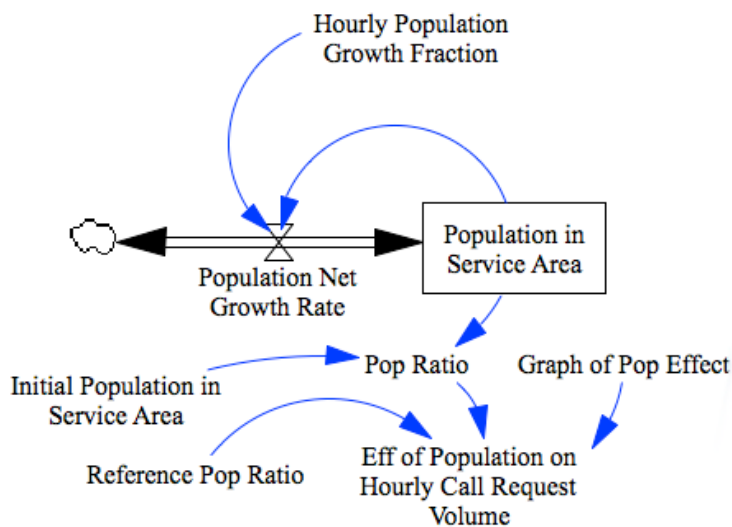 Hourly Population
Growth Fraction
Population in
Service Area
Population Net
Growth Rate
Pop Ratio
Graph of Pop Effect
Initial Population in
Service Area
Reference Pop Ratio
Eff of Population on
Hourly Call Request
Volume